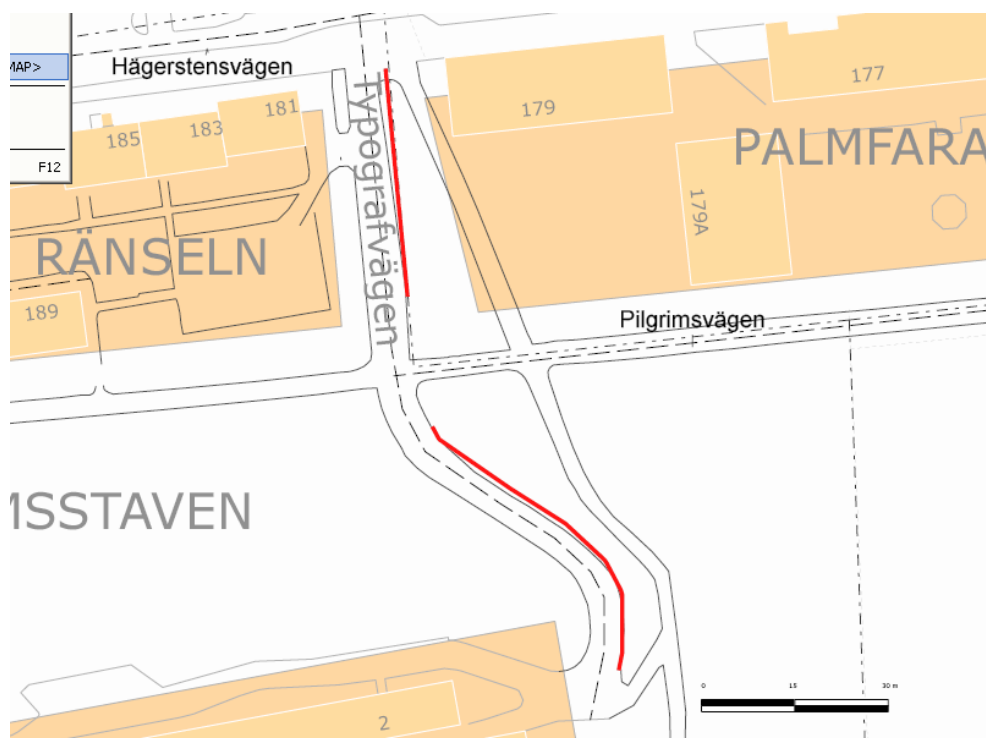 MAP>
F12
Hägerstensvägen
Typografvägen
185
183
181
179
177
PALMFARA
179A
RÄNSELN
189
Pilgrimsvägen
MSSTAVEN
2
0 15 30 m